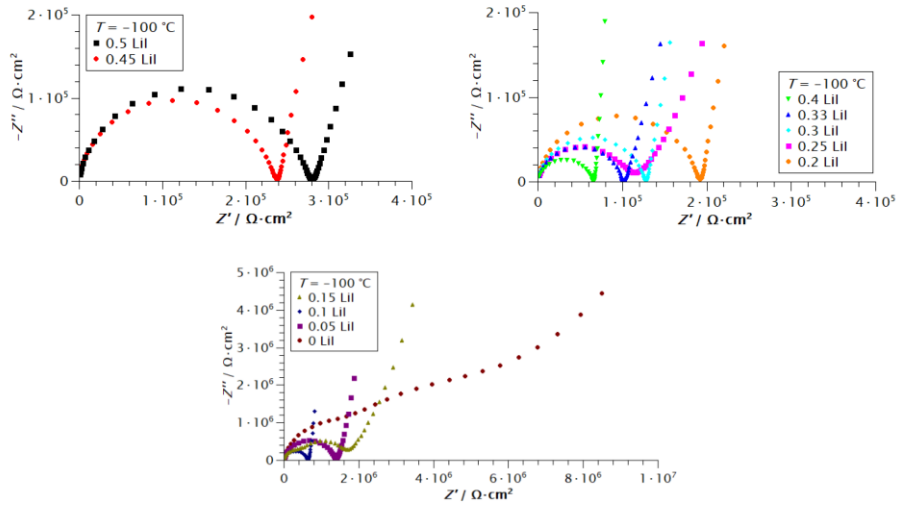 2·10⁵
T = –100 °C
0.5 LiI
0.45 LiI
–Z'' / Ω·cm²
1·10⁵
0
0 1·10⁵ 2·10⁵ 3·10⁵ 4·10⁵
Z' / Ω·cm²
2·10⁵
–Z'' / Ω·cm²
1·10⁵
T = –100 °C
0.4 LiI
0.33 LiI
0.3 LiI
0.25 LiI
0.2 LiI
0
0 1·10⁵ 2·10⁵ 3·10⁵ 4·10⁵
Z' / Ω·cm²
5·10⁶
T = –100 °C
0.15 LiI
0.1 LiI
0.05 LiI
0 LiI
4·10⁶
–Z'' / Ω·cm²
3·10⁶
2·10⁶
1·10⁶
0
0 2·10⁶ 4·10⁶ 6·10⁶ 8·10⁶ 1·10⁷
Z' / Ω·cm²